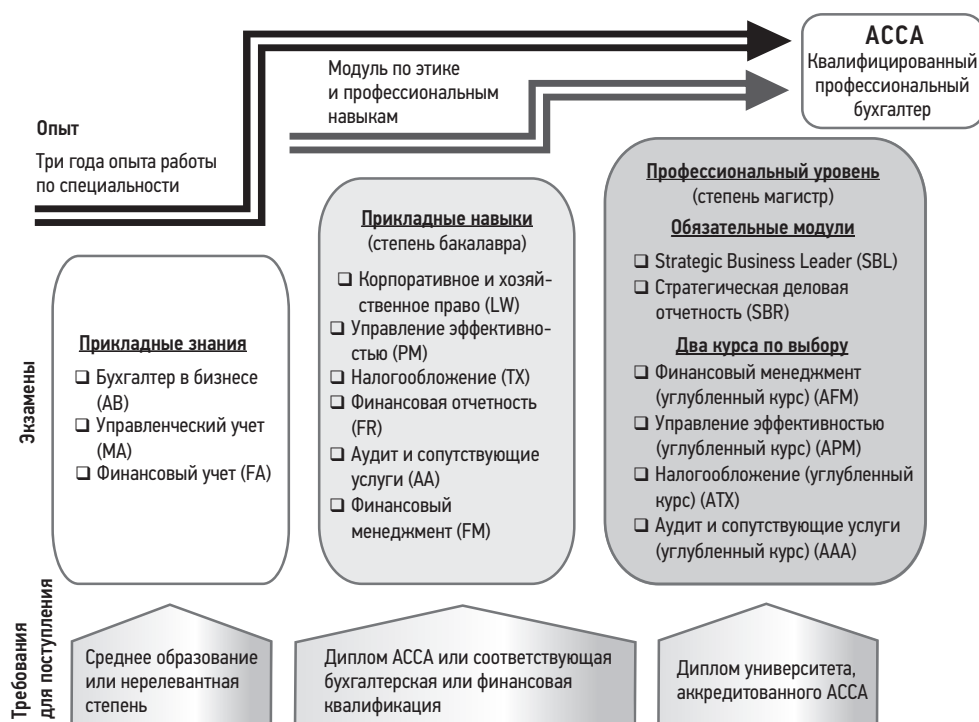 АССА
Квалифицированный
профессиональный
бухгалтер
Модуль по этике
и профессиональным
навыкам
Опыт
Три года опыта работы
по специальности
Экзамены
Прикладные знания
❑ Бухгалтер в бизнесе
(AB)
❑ Управленческий учет
(MA)
❑ Финансовый учет (FA)
Прикладные навыки
(степень бакалавра)
❑ Корпоративное и хозяй-
ственное право (LW)
❑ Управление эффективно-
стью (PM)
❑ Налогообложение (TX)
❑ Финансовая отчетность
(FR)
❑ Аудит и сопутствующие
услуги (AA)
❑ Финансовый
менеджмент (FM)
Профессиональный уровень
(степень магистр)
Обязательные модули
❑ Strategic Business Leader (SBL)
❑ Стратегическая деловая
отчетность (SBR)
Два курса по выбору
❑ Финансовый менеджмент
(углубленный курс) (AFM)
❑ Управление эффективностью
(углубленный курс) (APM)
❑ Налогообложение (углубленный
курс) (ATX)
❑ Аудит и сопутствующие услуги
(углубленный курс) (AAA)
Требования
для поступления
Среднее образование
или нерелевантная
степень
Диплом АССА или соответствующая
бухгалтерская или финансовая
квалификация
Диплом университета,
аккредитованного АССА